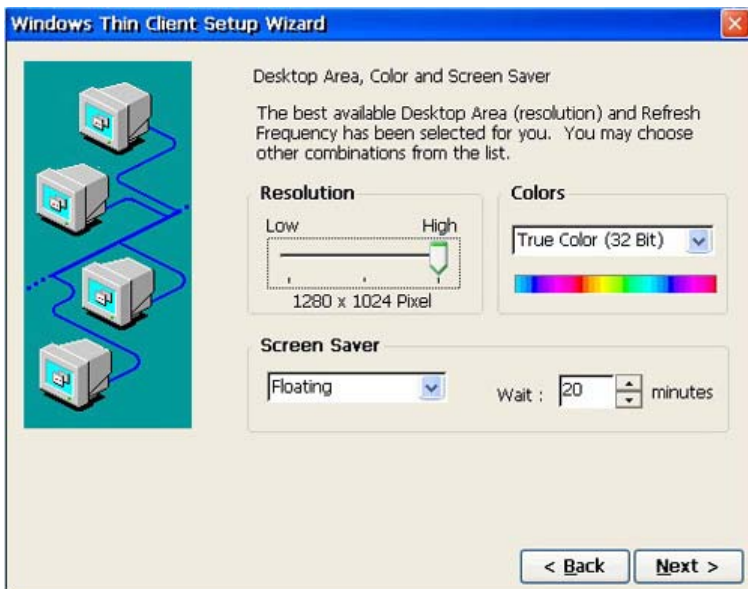 Windows Thin Client Setup Wizard
Desktop Area, Color and Screen Saver
The best available Desktop Area (resolution) and Refresh
Frequency has been selected for you. You may choose
other combinations from the list.
Resolution
Low High
1280 x 1024 Pixel
Colors
True Color (32 Bit)
Screen Saver
Floating
Wait : 20 minutes
< Back Next >